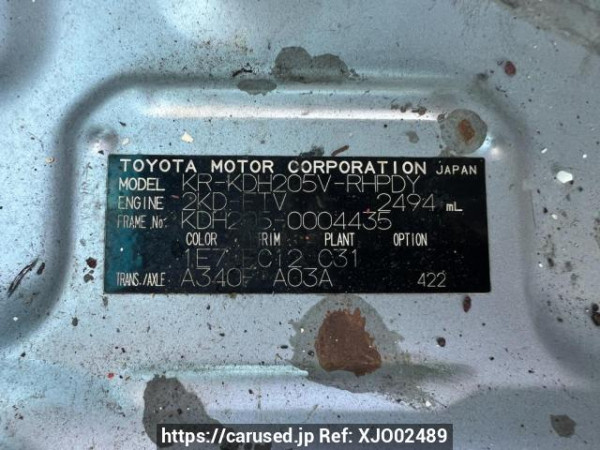 TOYOTA MOTOR CORPORATION JAPAN
MODEL KR-KDH205V-RHPDY
ENGINE 2KD-FTV 2494 mL
FRAME No. KDH205-0004435
COLOR TRIM PLANT OPTION
1E7 FC12 C31
TRANS./AXLE A340F A03A 422
https://carused.jp Ref: XJO02489